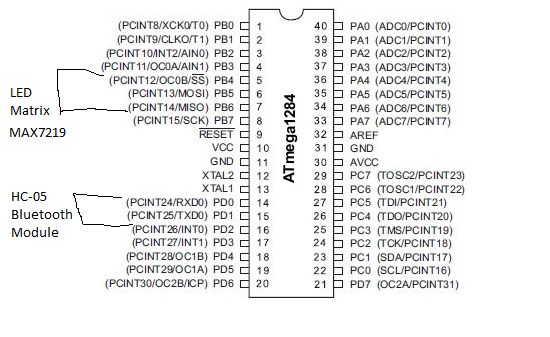 (PCINT8/XCK0/T0) PB0 1 40 PA0 (ADC0/PCINT0)
(PCINT9/CLKO/T1) PB1 2 39 PA1 (ADC1/PCINT1)
(PCINT10/INT2/AIN0) PB2 3 38 PA2 (ADC2/PCINT2)
(PCINT11/OC0A/AIN1) PB3 4 37 PA3 (ADC3/PCINT3)
(PCINT12/OC0B/SS) PB4 5 36 PA4 (ADC4/PCINT4)
(PCINT13/MOSI) PB5 6 35 PA5 (ADC5/PCINT5)
(PCINT14/MISO) PB6 7 34 PA6 (ADC6/PCINT6)
(PCINT15/SCK) PB7 8 33 PA7 (ADC7/PCINT7)
RESET 9 32 AREF
VCC 10 31 GND
GND 11 30 AVCC
XTAL2 12 29 PC7 (TOSC2/PCINT23)
XTAL1 13 28 PC6 (TOSC1/PCINT22)
(PCINT24/RXD0) PD0 14 27 PC5 (TDI/PCINT21)
(PCINT25/TXD0) PD1 15 26 PC4 (TDO/PCINT20)
(PCINT26/INT0) PD2 16 25 PC3 (TMS/PCINT19)
(PCINT27/INT1) PD3 17 24 PC2 (TCK/PCINT18)
(PCINT28/OC1B) PD4 18 23 PC1 (SDA/PCINT17)
(PCINT29/OC1A) PD5 19 22 PC0 (SCL/PCINT16)
(PCINT30/OC2B/ICP) PD6 20 21 PD7 (OC2A/PCINT31)
ATmega1284
LED
Matrix
MAX7219
HC-05
Bluetooth
Module